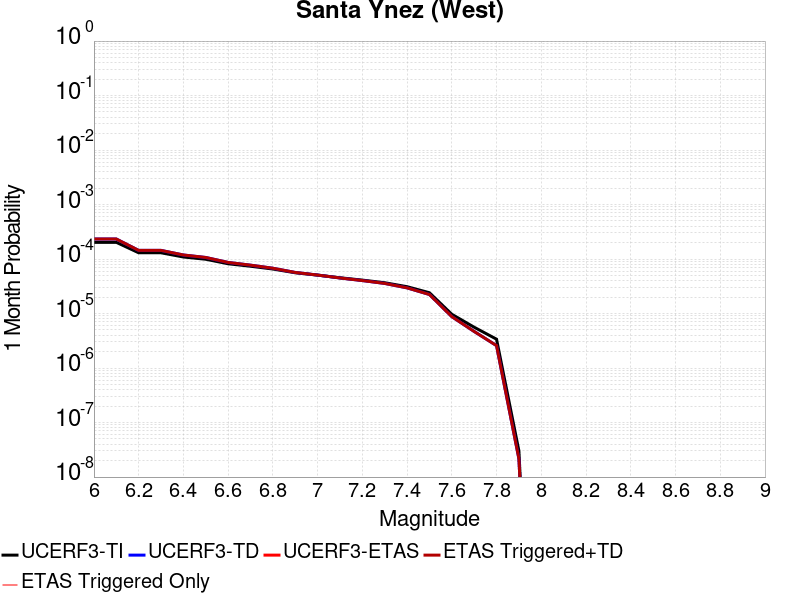 Santa Ynez (West)
10^0
10^-1
10^-2
10^-3
10^-4
10^-5
10^-6
10^-7
10^-8
1 Month Probability
6 6.2 6.4 6.6 6.8 7 7.2 7.4 7.6 7.8 8 8.2 8.4 8.6 8.8 9
Magnitude
UCERF3-TI UCERF3-TD UCERF3-ETAS ETAS Triggered+TD
ETAS Triggered Only